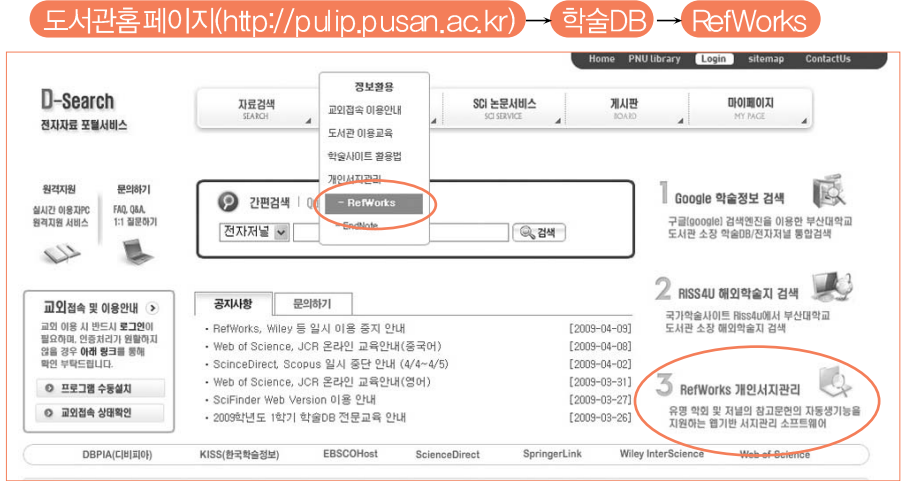 도서관홈페이지(http://pulip.pusan.ac.kr) → 학술DB → RefWorks
Home PNU library Login sitemap ContactUs
D-Search
전자자료 포털서비스
자료검색
SEARCH
정보활용
교외접속 이용안내
도서관 이용교육
학술사이트 활용법
개인서지관리
- RefWorks
- EndNote
SCI 논문서비스
SCI SERVICE
게시판
BOARD
마이페이지
MY PAGE
원격지원
실시간 이용자PC
원격지원 서비스
문의하기
FAQ, Q&A,
1:1 질문하기
간편검색
전자저널
검색
1 Google 학술정보 검색
구글(google) 검색엔진을 이용한 부산대학교
도서관 소장 학술DB/전자저널 통합검색
2 RISS4U 해외학술지 검색
국가학술사이트 Riss4u에서 부산대학교
도서관 소장 해외학술지 검색
3 RefWorks 개인서지관리
유명 학회 및 저널의 참고문헌의 자동생기능을
지원하는 웹기반 서지관리 소프트웨어
교외접속 및 이용안내
교외 이용 시 반드시 로그인이
필요하며, 인증처리가 원활하지
않을 경우 아래 링크를 통해
확인 부탁드립니다.
프로그램 수동설치
교외접속 상태확인
공지사항 문의하기
· RefWorks, Wiley 등 일시 이용 중지 안내 [2009-04-09]
· Web of Science, JCR 온라인 교육안내(중국어) [2009-04-08]
· ScinceDirect, Scopus 일시 중단 안내 (4/4~4/5) [2009-04-02]
· Web of Science, JCR 온라인 교육안내(영어) [2009-03-31]
· SciFinder Web Version 이용 안내 [2009-03-27]
· 2009학년도 1학기 학술DB 전문교육 안내 [2009-03-26]
DBPIA(디비피아) KISS(한국학술정보) EBSCOHost ScienceDirect SpringerLink Wiley InterScience Web of Science